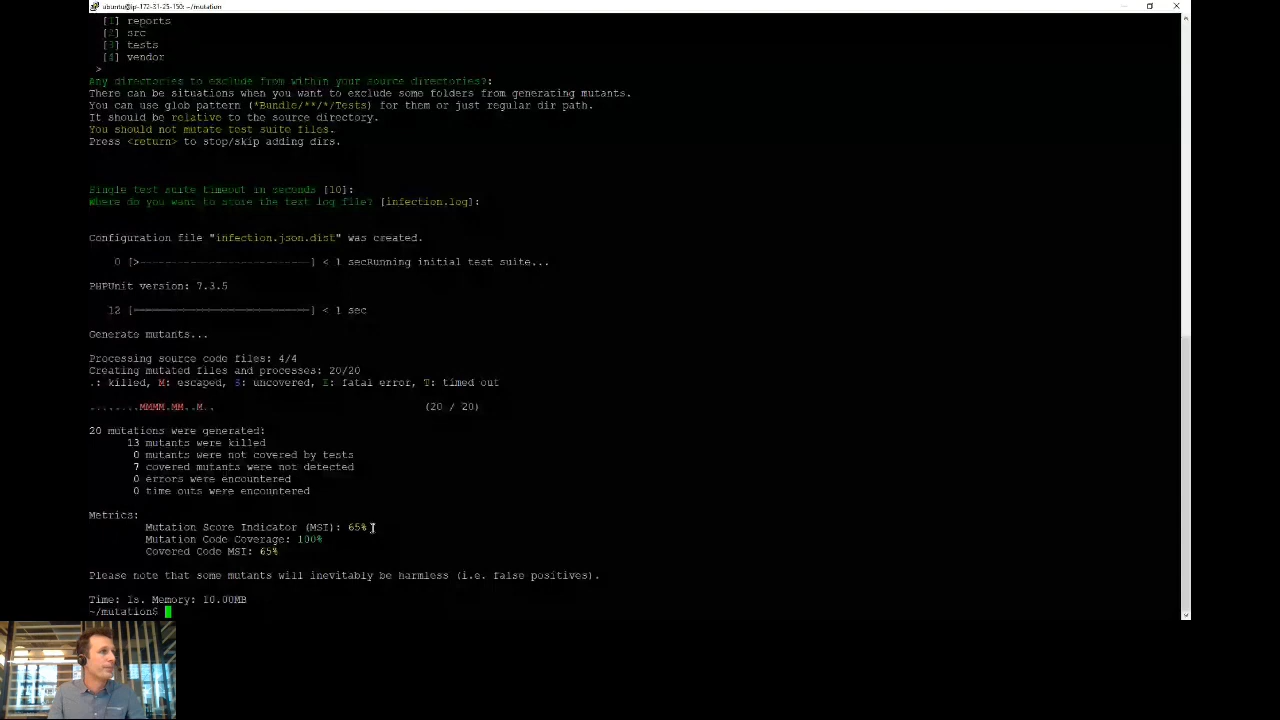 ubuntu@ip-172-31-25-150: ~/mutation
[1] reports
[2] src
[3] tests
[4] vendor
>
Any directories to exclude from within your source directories?:
There can be situations when you want to exclude some folders from generating mutants.
You can use glob pattern (*Bundle/**/*/Tests) for them or just regular dir path.
It should be relative to the source directory.
You should not mutate test suite files.
Press <return> to stop/skip adding dirs.
Single test suite timeout in seconds [10]:
Where do you want to store the text log file? [infection.log]:
Configuration file "infection.json.dist" was created.
0 [>---------------------------] < 1 secRunning initial test suite...
PHPUnit version: 7.3.5
12 [============================] < 1 sec
Generate mutants...
Processing source code files: 4/4
Creating mutated files and processes: 20/20
.: killed, M: escaped, S: uncovered, E: fatal error, T: timed out
........MMMM.MM..M.. (20 / 20)
20 mutations were generated:
13 mutants were killed
0 mutants were not covered by tests
7 covered mutants were not detected
0 errors were encountered
0 time outs were encountered
Metrics:
Mutation Score Indicator (MSI): 65%
Mutation Code Coverage: 100%
Covered Code MSI: 65%
Please note that some mutants will inevitably be harmless (i.e. false positives).
Time: 1s. Memory: 10.00MB
~/mutation$